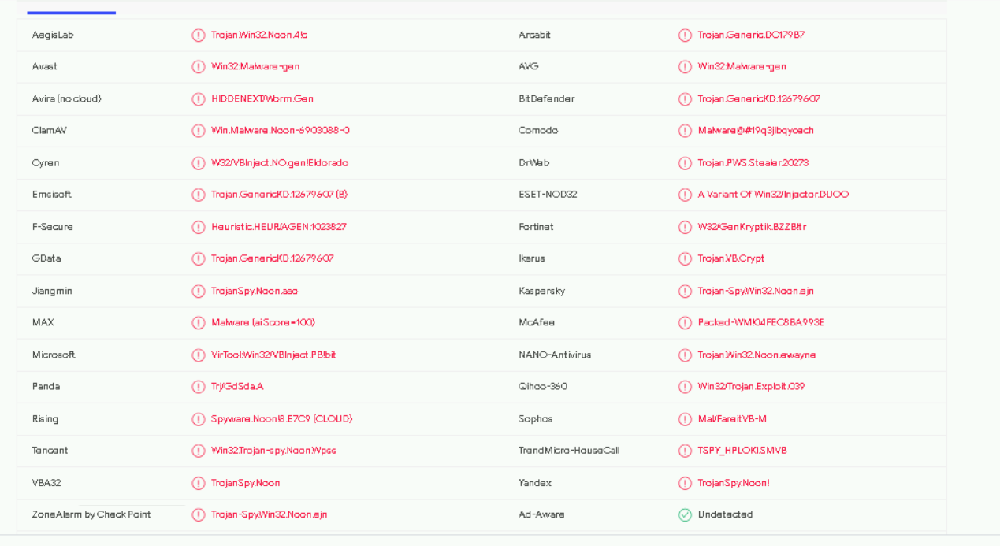 AegisLab Trojan.Win32.Noon.4!c Arcabit Trojan.Generic.DC179B7
Avast Win32:Malware-gen AVG Win32:Malware-gen
Avira (no cloud) HIDDENEXT/Worm.Gen BitDefender Trojan.GenericKD.12679607
ClamAV Win.Malware.Noon-6903088-0 Comodo Malware@#19q3jlbqyoach
Cyren W32/VBInject.NO.gen!Eldorado DrWeb Trojan.PWS.Stealer.20273
Emsisoft Trojan.GenericKD.12679607 (B) ESET-NOD32 A Variant Of Win32/Injector.DUOO
F-Secure Heuristic.HEUR/AGEN.1023827 Fortinet W32/GenKryptik.BZZB!tr
GData Trojan.GenericKD.12679607 Ikarus Trojan.VB.Crypt
Jiangmin TrojanSpy.Noon.aao Kaspersky Trojan-Spy.Win32.Noon.ejn
MAX Malware (ai Score=100) McAfee Packed-WM!04FEC8BA993E
Microsoft VirTool:Win32/VBInject.PB!bit NANO-Antivirus Trojan.Win32.Noon.ewayne
Panda Trj/GdSda.A Qihoo-360 Win32/Trojan.Exploit.039
Rising Spyware.Noon!8.E7C9 (CLOUD) Sophos Mal/FareitVB-M
Tencent Win32.Trojan-spy.Noon.Wpss TrendMicro-HouseCall TSPY_HPLOKI.SMVB
VBA32 TrojanSpy.Noon Yandex TrojanSpy.Noon!
ZoneAlarm by Check Point Trojan-Spy.Win32.Noon.ejn Ad-Aware Undetected